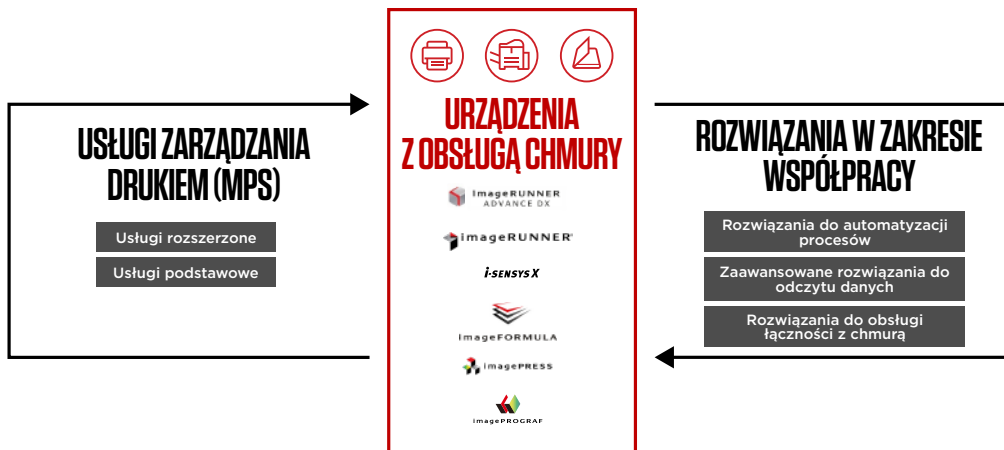 USŁUGI ZARZĄDZANIA
DRUKIEM (MPS)
Usługi rozszerzone
Usługi podstawowe
URZĄDZENIA
Z OBSŁUGĄ CHMURY
imageRUNNER
ADVANCE DX
imageRUNNER
i-SENSYS X
imageFORMULA
imagePRESS
imagePROGRAF
ROZWIĄZANIA W ZAKRESIE
WSPÓŁPRACY
Rozwiązania do automatyzacji
procesów
Zaawansowane rozwiązania do
odczytu danych
Rozwiązania do obsługi
łączności z chmurą